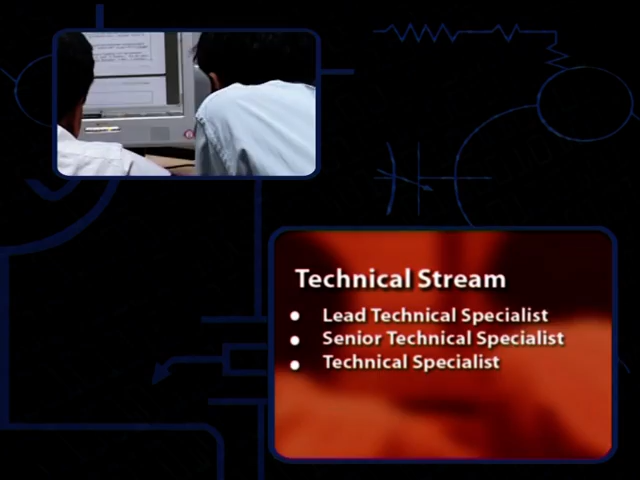 Technical Stream
• Lead Technical Specialist
• Senior Technical Specialist
• Technical Specialist